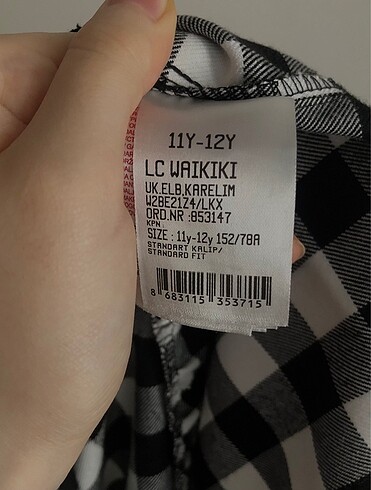 11Y-12Y
LC WAIKIKI
UK.ELB.KARELIM
W2BE21Z4/LKX
ORD.NR :853147
KPN.
SIZE : 11y-12y 152/78A
STANDART KALIP/
STANDARD FIT
8 683115 353715